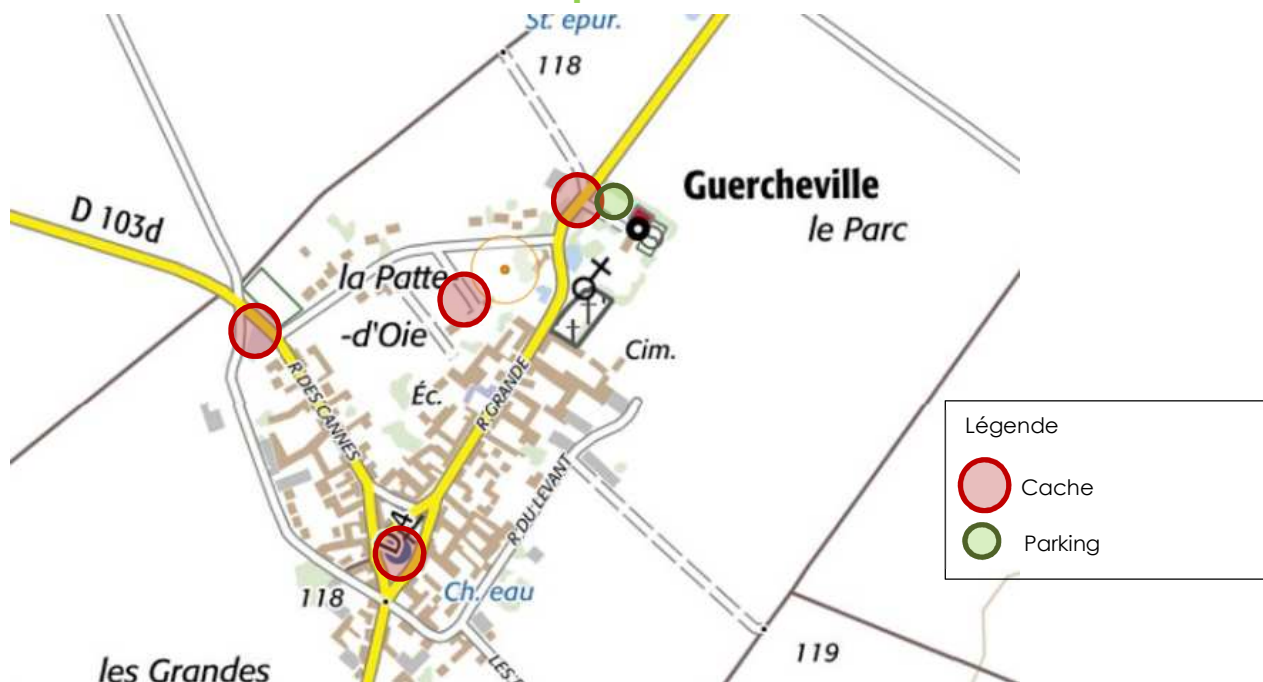 St. épur.
118
Guercheville
le Parc
D 103d
la Patte
-d'Oie
Cim.
R DES CANNES
Éc.
R GRANDE
Légende
Cache
Parking
R DU LEVANT
118
Ch. eau
119
les Grandes